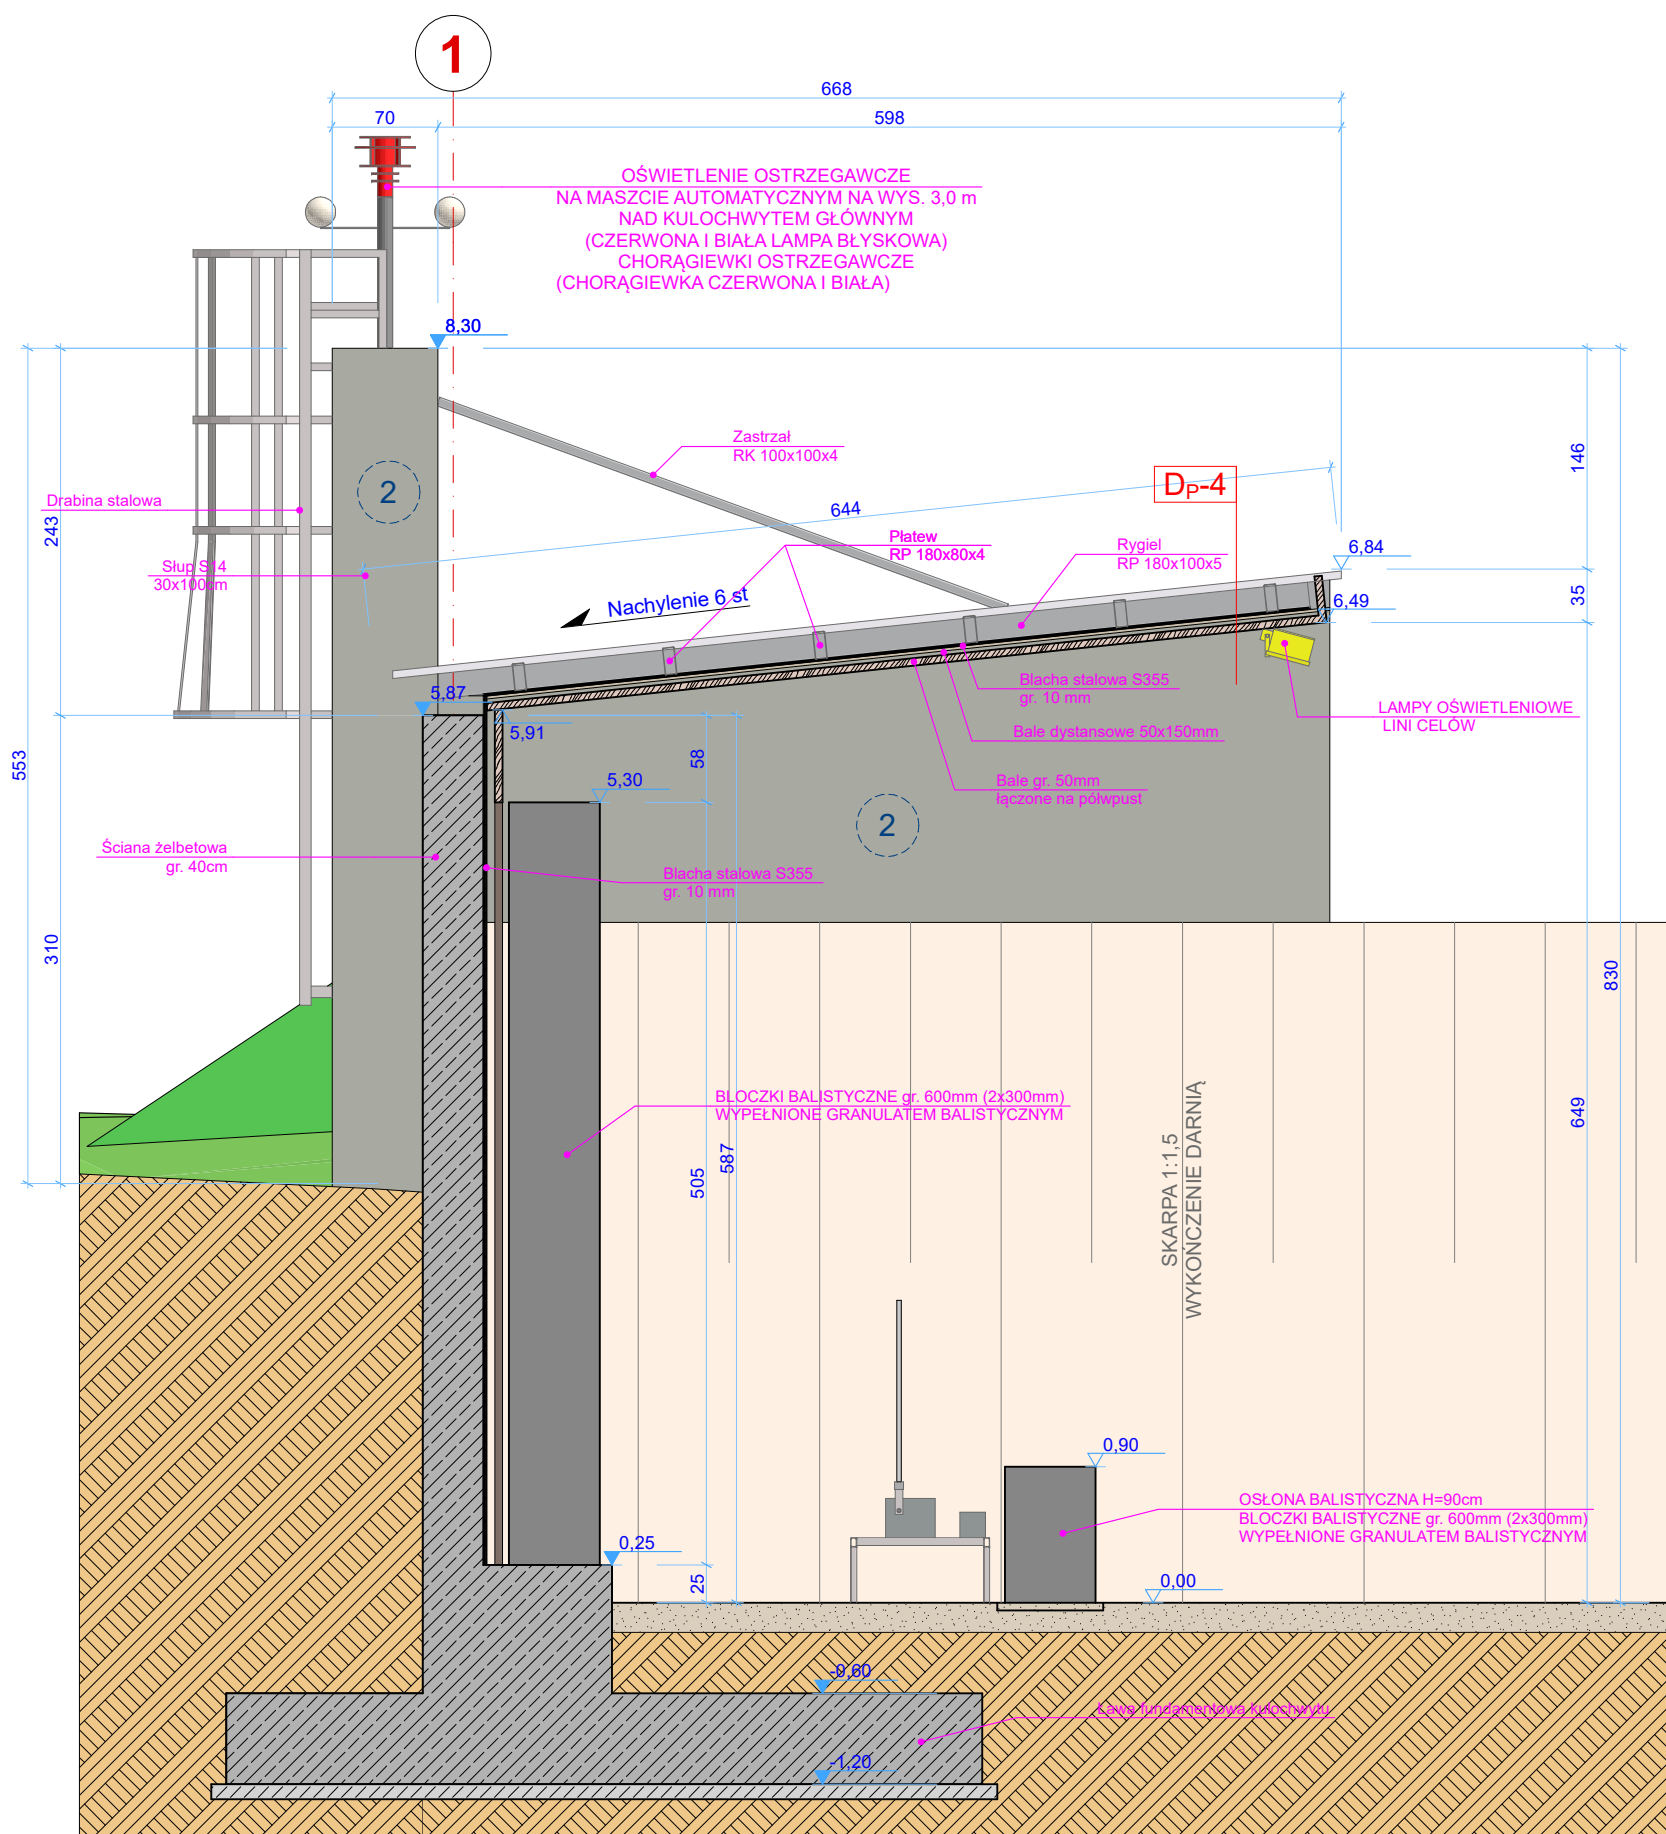 1
668
70
598
OŚWIETLENIE OSTRZEGAWCZE
NA MASZCIE AUTOMATYCZNYM NA WYS. 3,0 m
NAD KULOCHWYTEM GŁÓWNYM
(CZERWONA I BIAŁA LAMPA BŁYSKOWA)
CHORĄGIEWKI OSTRZEGAWCZE
(CHORĄGIEWKA CZERWONA I BIAŁA)
8,30
Zastrzał
RK 100x100x4
146
DP-4
2
Drabina stalowa
243
644
Płatew
RP 180x80x4
Rygiel
RP 180x100x5
6,84
Słup S14
30x100cm
Nachylenie 6 st
35
6,49
5,87
Blacha stalowa S355
gr. 10 mm
LAMPY OŚWIETLENIOWE
LINI CELÓW
5,91
Bale dystansowe 50x150mm
553
58
5,30
Bale gr. 50mm
łączone na półwpust
2
Ściana żelbetowa
gr. 40cm
Blacha stalowa S355
gr. 10 mm
310
830
BLOCZKI BALISTYCZNE gr. 600mm (2x300mm)
WYPEŁNIONE GRANULATEM BALISTYCZNYM
649
587
505
SKARPA 1:1,5
WYKOŃCZENIE DARNIĄ
0,90
OSŁONA BALISTYCZNA H=90cm
BLOCZKI BALISTYCZNE gr. 600mm (2x300mm)
WYPEŁNIONE GRANULATEM BALISTYCZNYM
0,25
25
0,00
-0,60
Ława fundamentowa kulochwytu
-1,20